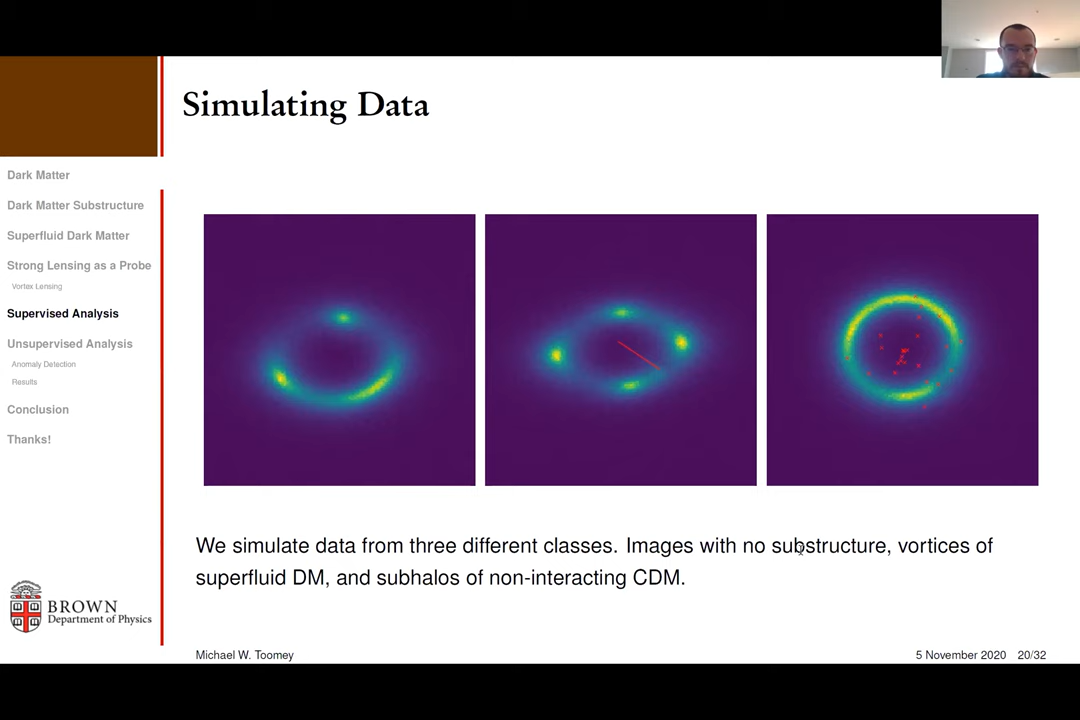 Simulating Data
Dark Matter
Dark Matter Substructure
Superfluid Dark Matter
Strong Lensing as a Probe
Vortex Lensing
Supervised Analysis
Unsupervised Analysis
Anomaly Detection
Results
Conclusion
Thanks!
We simulate data from three different classes. Images with no substructure, vortices of
superfluid DM, and subhalos of non-interacting CDM.
BROWN
Department of Physics
Michael W. Toomey
5 November 2020 20/32